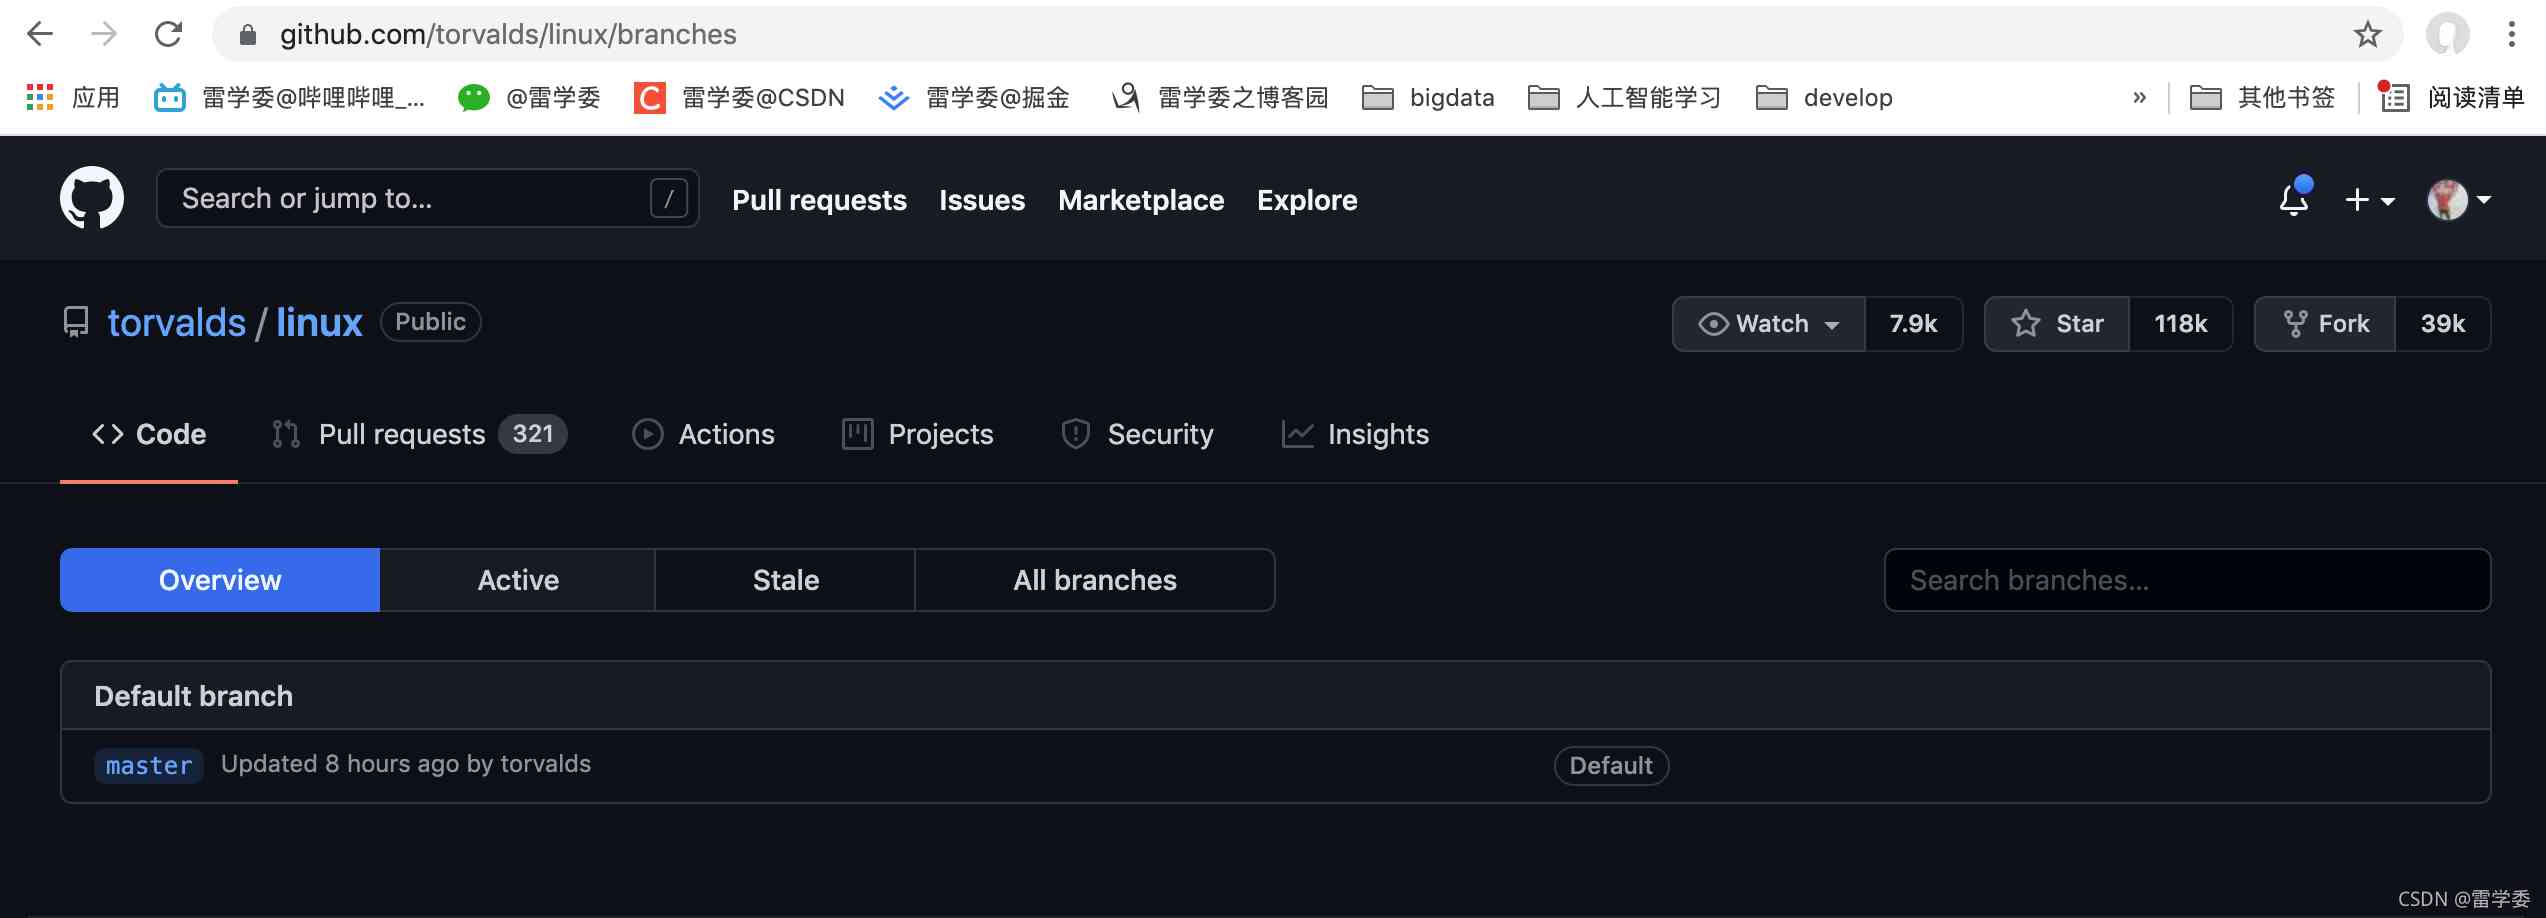 github.com/torvalds/linux/branches
应用 雷学委@哔哩哔哩_... @雷学委 C 雷学委@CSDN 雷学委@掘金 雷学委之博客园 bigdata 人工智能学习 develop » 其他书签 阅读清单
Search or jump to... / Pull requests Issues Marketplace Explore
torvalds / linux Public Watch 7.9k Star 118k Fork 39k
Code Pull requests 321 Actions Projects Security Insights
Overview Active Stale All branches Search branches...
Default branch
master Updated 8 hours ago by torvalds Default
CSDN @雷学委